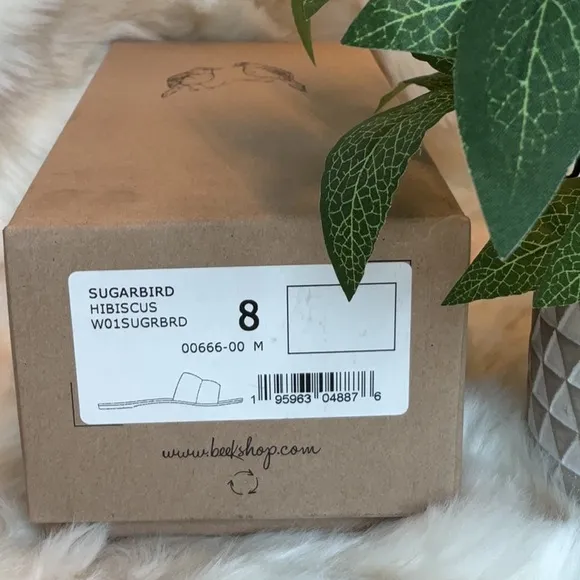 SUGARBIRD
HIBISCUS
W01SUGRBRD
8
00666-00 M
1 95963 04887 6
www.beekshop.com